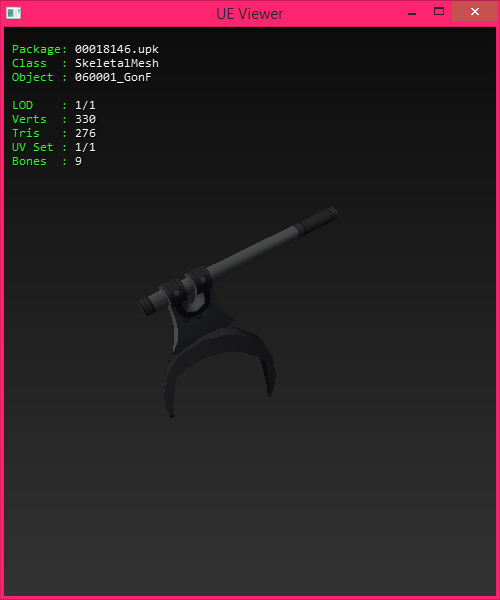 UE Viewer
Package: 00018146.upk
Class  : SkeletalMesh
Object : 060001_GonF
LOD    : 1/1
Verts  : 330
Tris   : 276
UV Set : 1/1
Bones  : 9